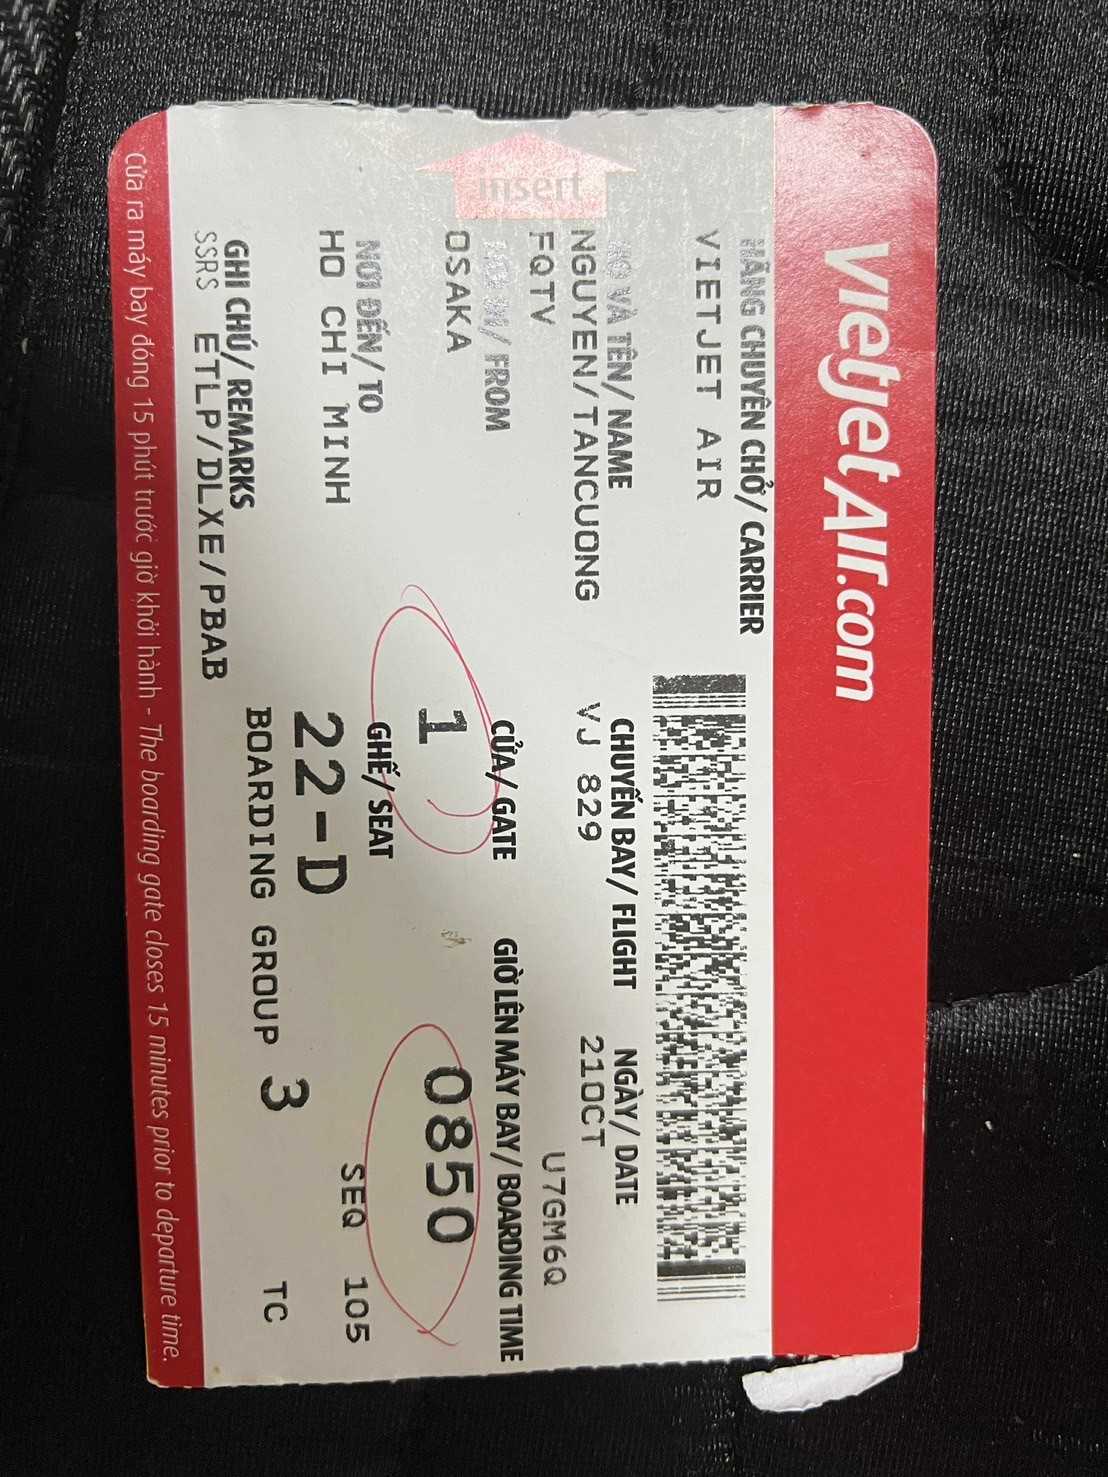 vietjetAir.com
HÃNG CHUYÊN CHỞ/ CARRIER
VIETJET AIR
HỌ VÀ TÊN/ NAME
NGUYEN/TANCUONG
FQTV
CHUYẾN BAY/ FLIGHT
VJ 829
NGÀY/ DATE
21OCT
U7GM6Q
insert
NƠI ĐI/ FROM
OSAKA
CỬA/ GATE
1
GIỜ LÊN MÁY BAY/ BOARDING TIME
0850
NƠI ĐẾN/ TO
HO CHI MINH
GHẾ/ SEAT
22-D
SEQ 105
GHI CHÚ/ REMARKS
BOARDING GROUP 3 TC
SSRS ETLP/DLXE/PBAB
Cửa ra máy bay đóng 15 phút trước giờ khởi hành - The boarding gate closes 15 minutes prior to departure time.